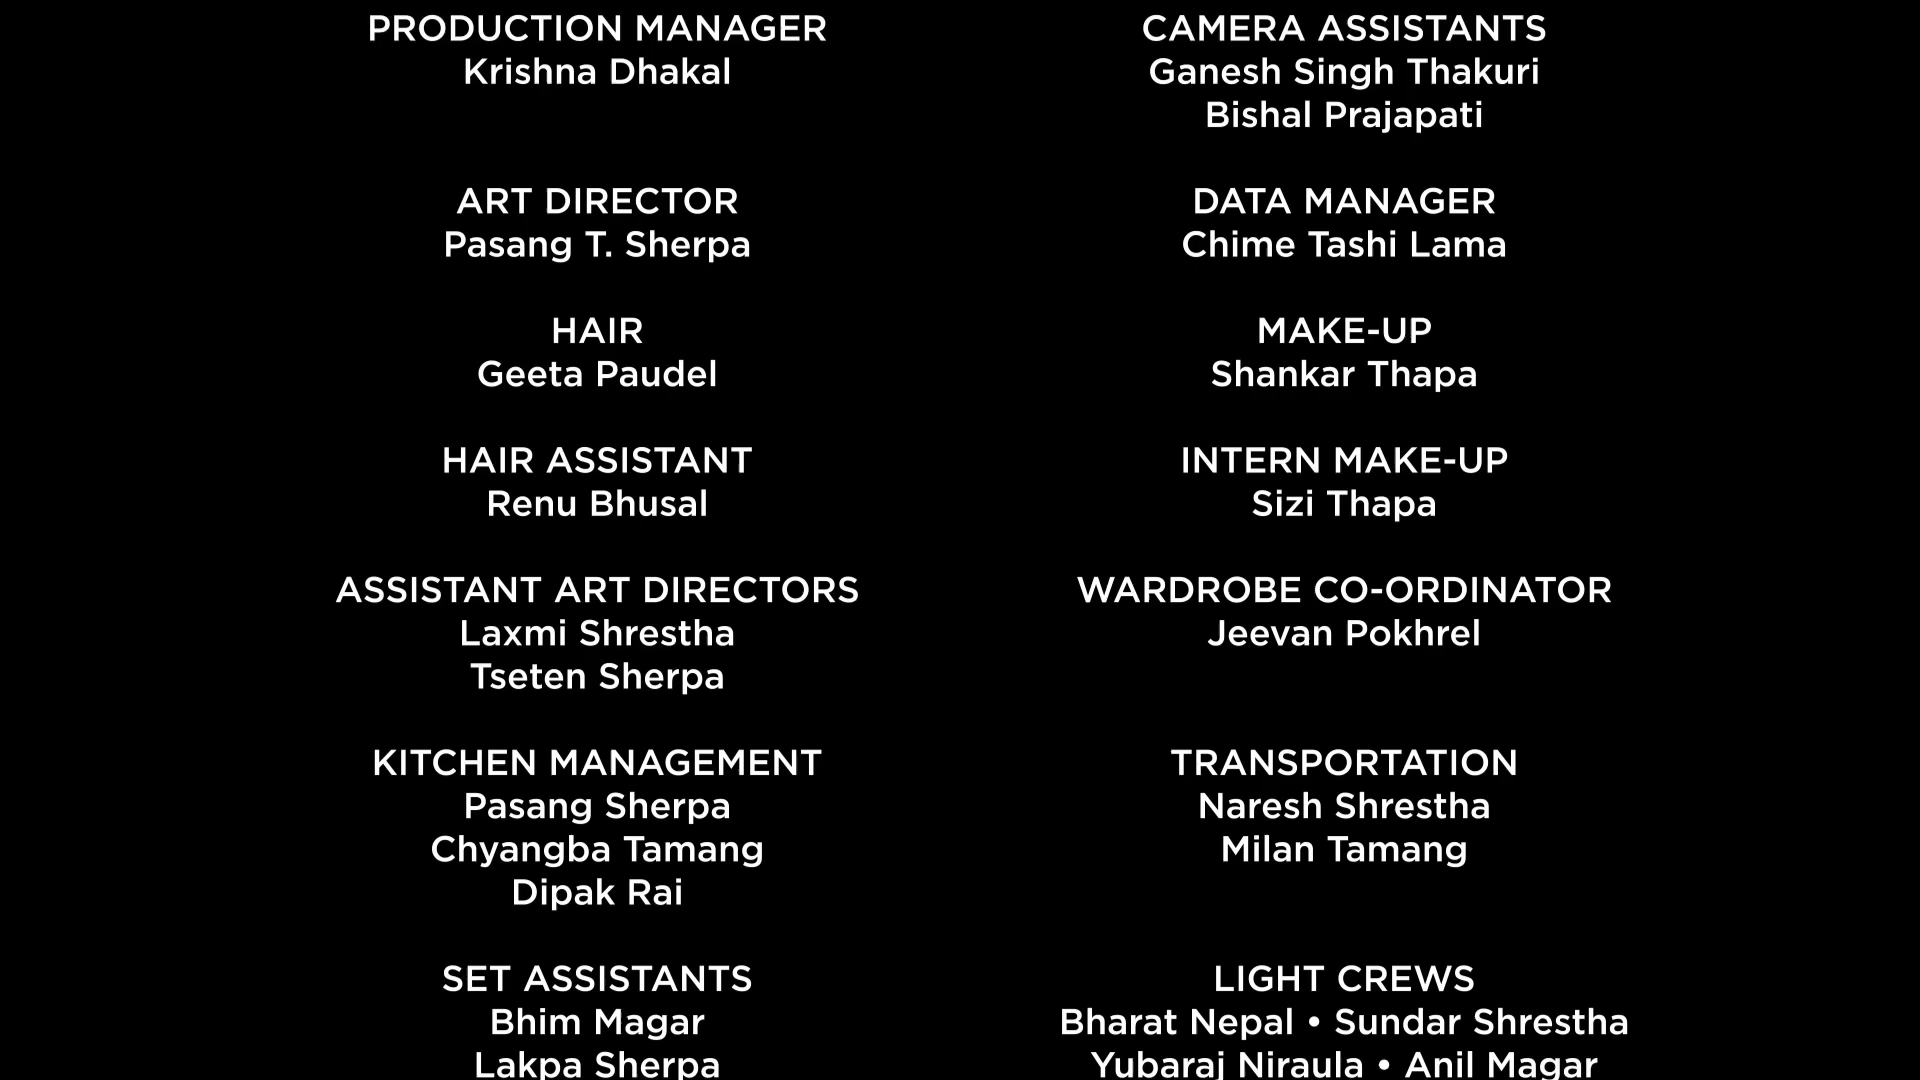 PRODUCTION MANAGER
Krishna Dhakal
CAMERA ASSISTANTS
Ganesh Singh Thakuri
Bishal Prajapati
ART DIRECTOR
Pasang T. Sherpa
DATA MANAGER
Chime Tashi Lama
HAIR
Geeta Paudel
MAKE-UP
Shankar Thapa
HAIR ASSISTANT
Renu Bhusal
INTERN MAKE-UP
Sizi Thapa
ASSISTANT ART DIRECTORS
Laxmi Shrestha
Tseten Sherpa
WARDROBE CO-ORDINATOR
Jeevan Pokhrel
KITCHEN MANAGEMENT
Pasang Sherpa
Chyangba Tamang
Dipak Rai
TRANSPORTATION
Naresh Shrestha
Milan Tamang
SET ASSISTANTS
Bhim Magar
Lakpa Sherpa
LIGHT CREWS
Bharat Nepal • Sundar Shrestha
Yubaraj Niraula • Anil Magar